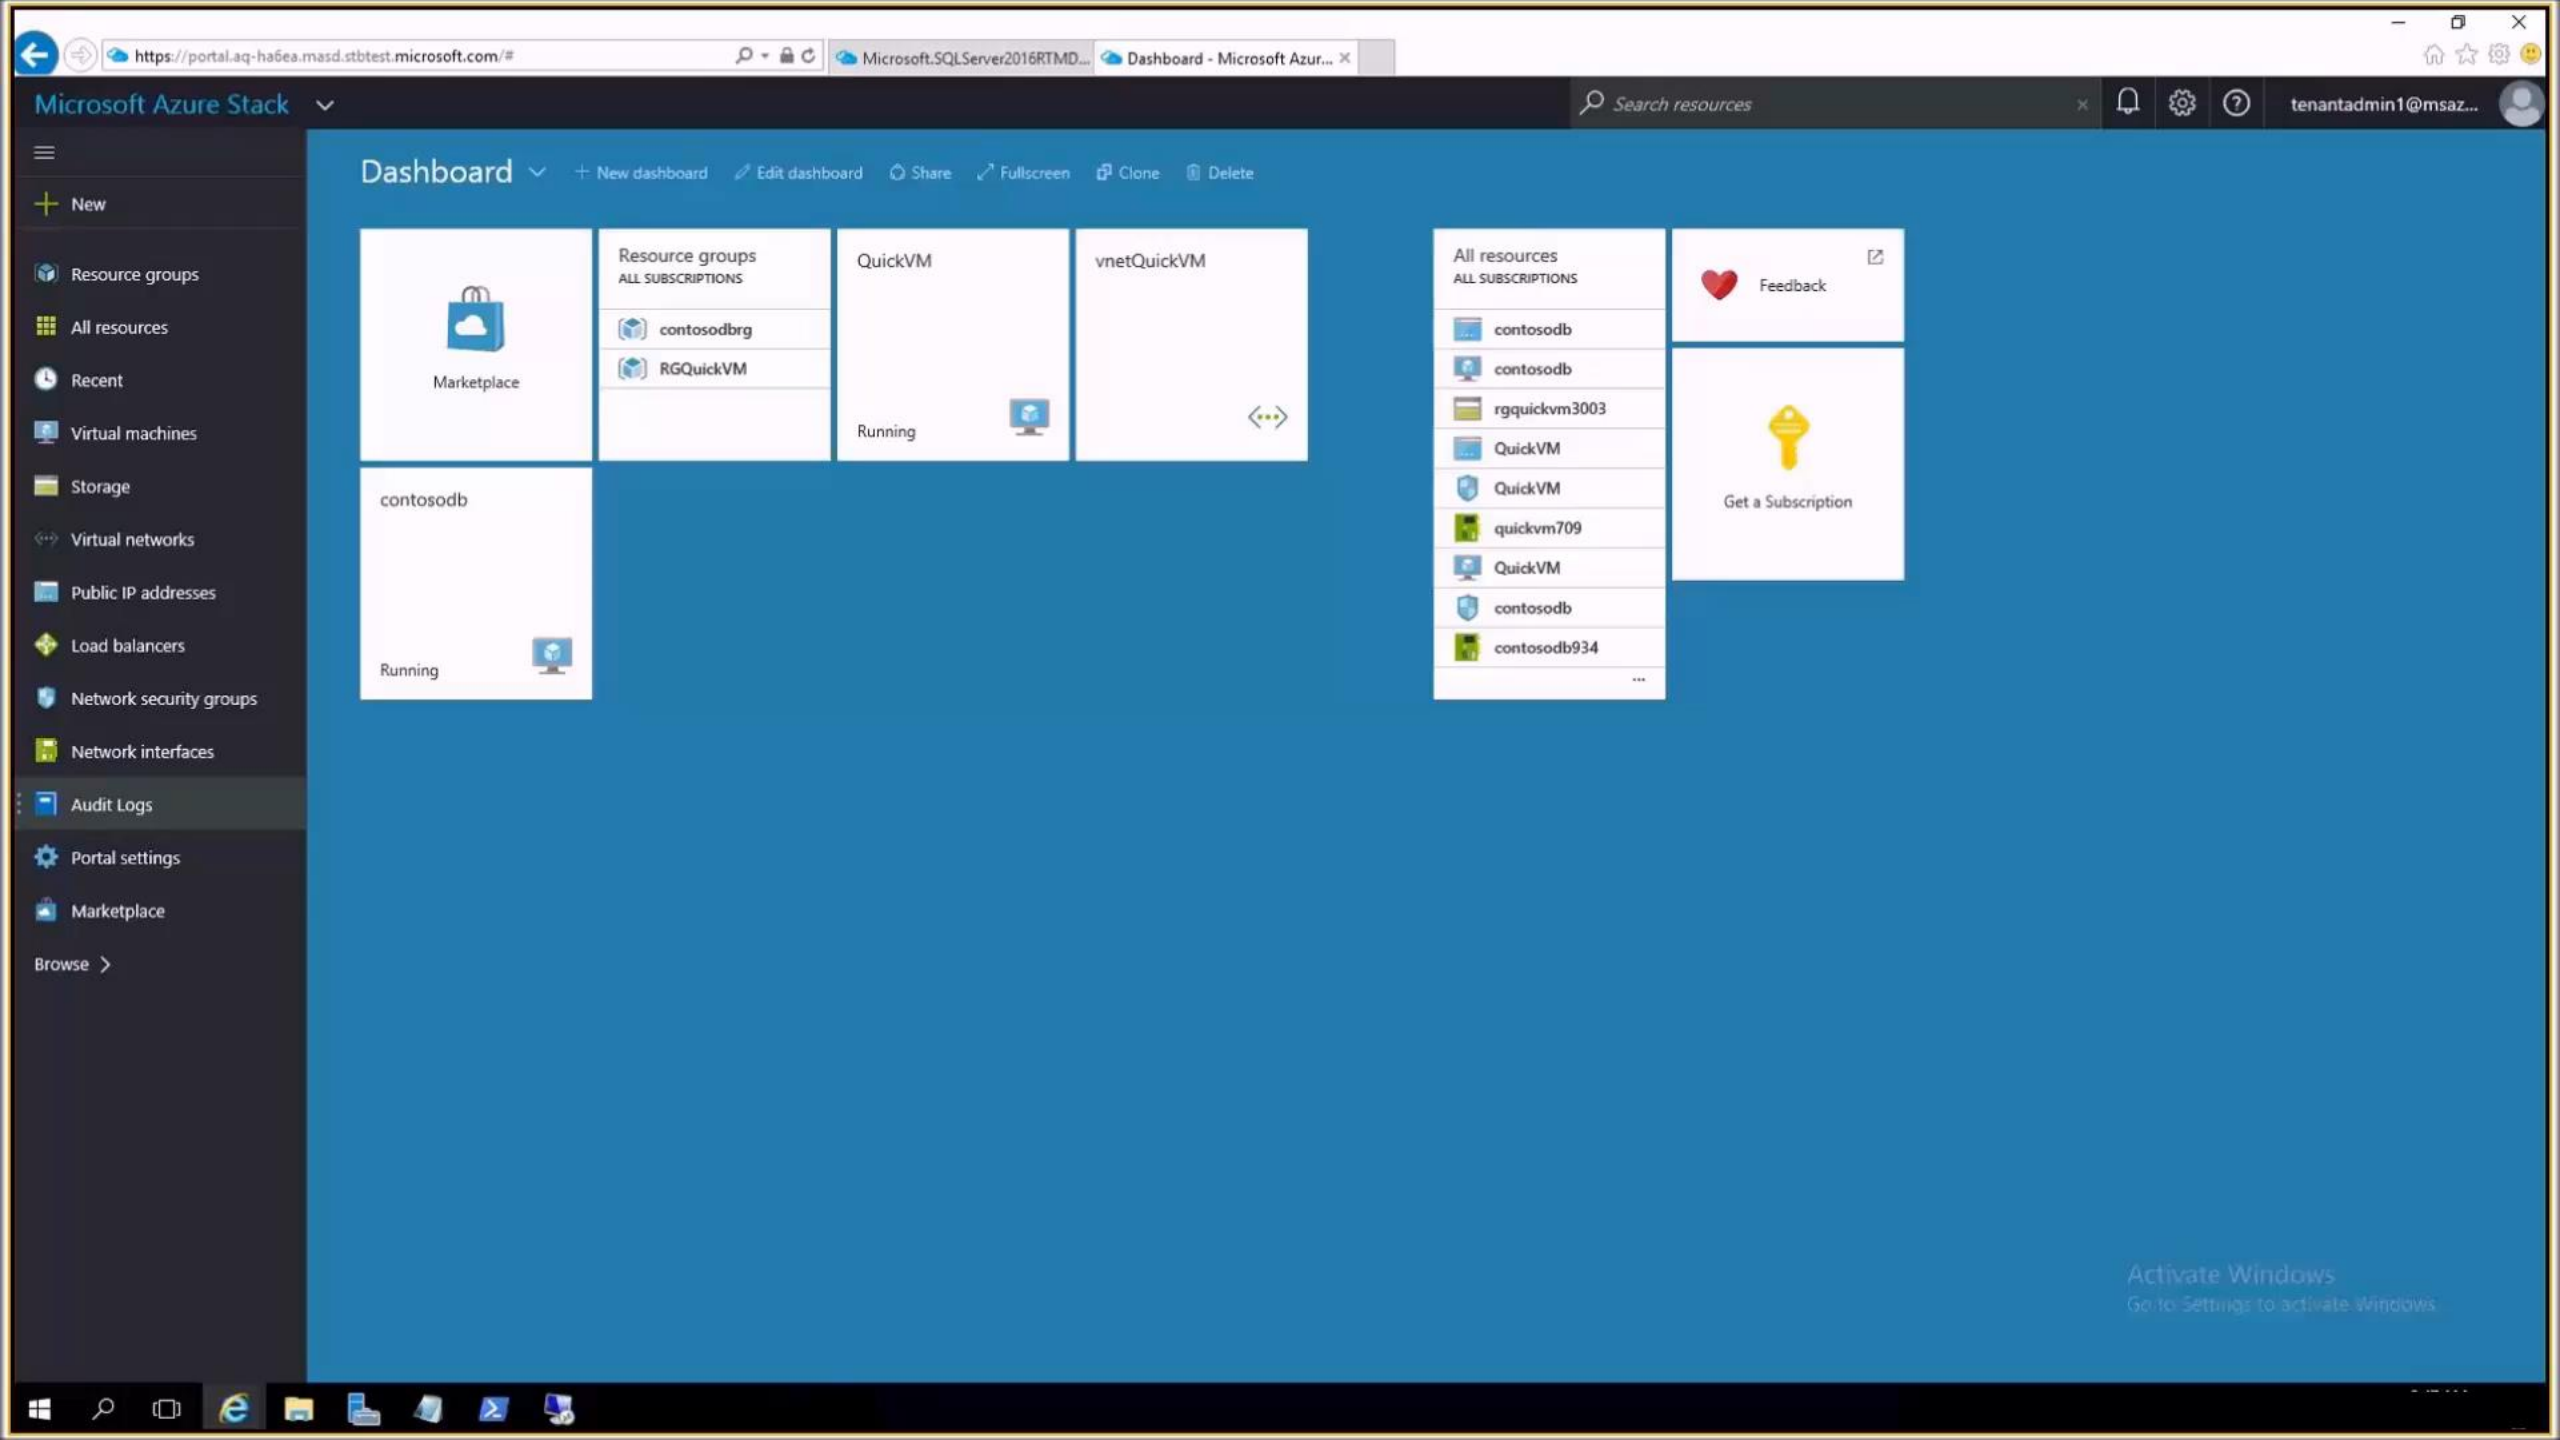 https://portal.aq-ha6ea.masd.stbtest.microsoft.com/#
Microsoft.SQLServer2016RTMD...
Dashboard - Microsoft Azur...
Microsoft Azure Stack
Search resources
tenantadmin1@msaz...
New
Resource groups
All resources
Recent
Virtual machines
Storage
Virtual networks
Public IP addresses
Load balancers
Network security groups
Network interfaces
Audit Logs
Portal settings
Marketplace
Browse
Dashboard
New dashboard
Edit dashboard
Share
Fullscreen
Clone
Delete
Marketplace
Resource groups
ALL SUBSCRIPTIONS
contosodbrg
RGQuickVM
QuickVM
Running
vnetQuickVM
contosodb
Running
All resources
ALL SUBSCRIPTIONS
contosodb
contosodb
rgquickvm3003
QuickVM
QuickVM
quickvm709
QuickVM
contosodb
contosodb934
...
Feedback
Get a Subscription
Activate Windows
Go to Settings to activate Windows.